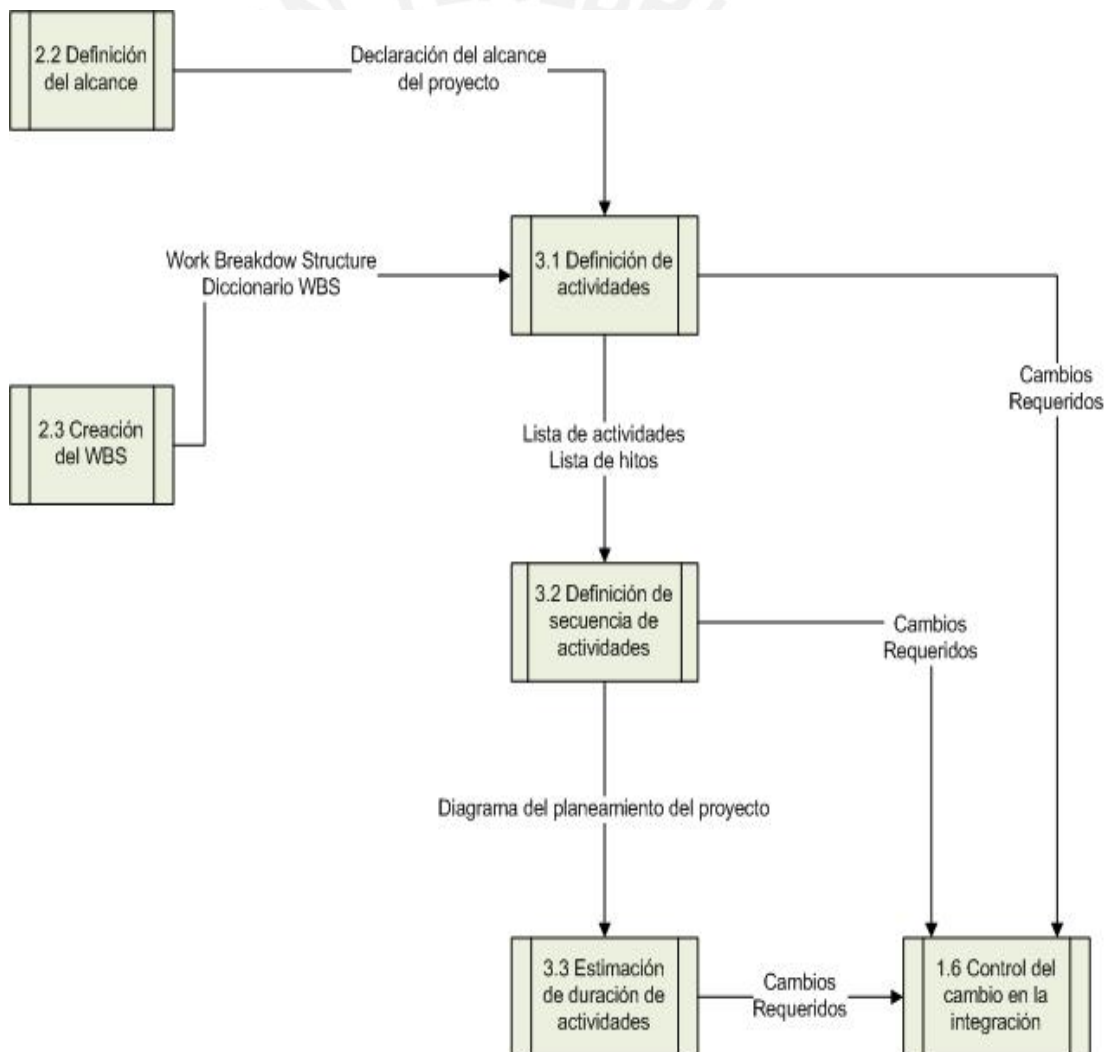 2.2 Definición
del alcance
Declaración del alcance
del proyecto
3.1 Definición de
actividades
Work Breakdow Structure
Diccionario WBS
2.3 Creación
del WBS
Cambios
Requeridos
Lista de actividades
Lista de hitos
3.2 Definición de
secuencia de
actividades
Cambios
Requeridos
Diagrama del planeamiento del proyecto
3.3 Estimación
de duración de
actividades
Cambios
Requeridos
1.6 Control del
cambio en la
integración